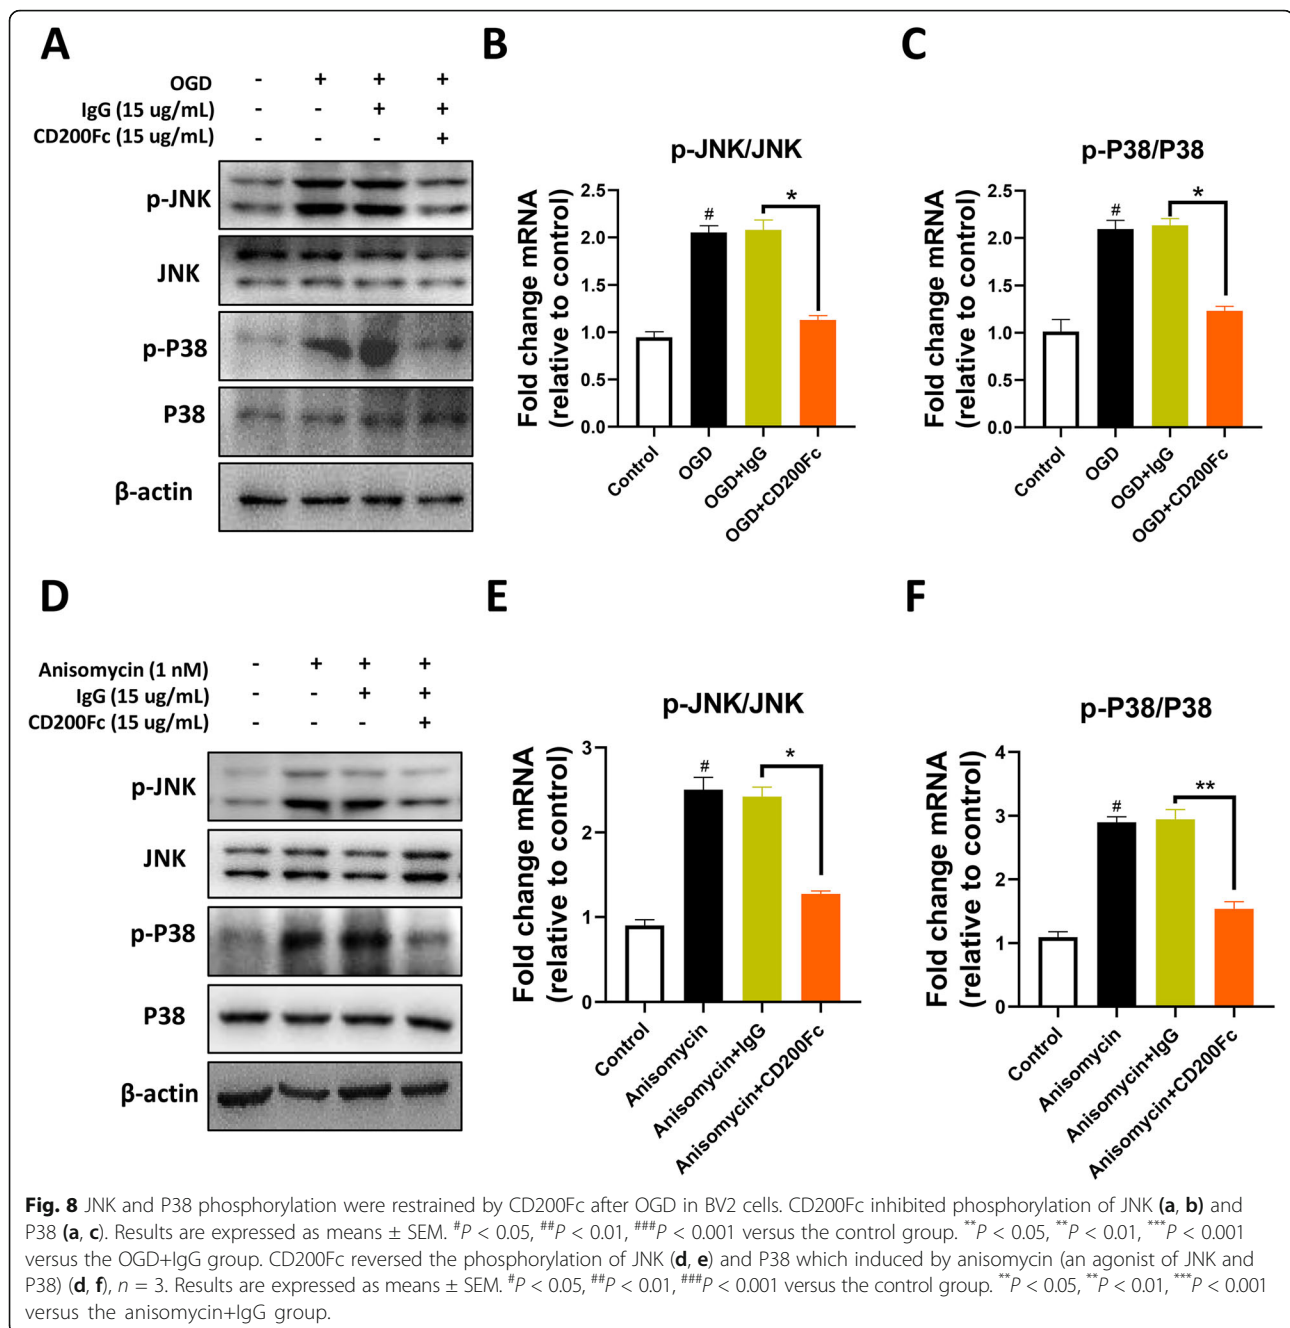 A
OGD - + + +
IgG (15 ug/mL) - - + +
CD200Fc (15 ug/mL) - - - +
p-JNK
JNK
p-P38
P38
β-actin
B
p-JNK/JNK
Fold change mRNA
(relative to control)
2.5
2.0
1.5
1.0
0.5
0.0
#
*
Control
OGD
OGD+IgG
OGD+CD200Fc
C
p-P38/P38
Fold change mRNA
(relative to control)
2.5
2.0
1.5
1.0
0.5
0.0
#
*
Control
OGD
OGD+IgG
OGD+CD200Fc
D
Anisomycin (1 nM) - + + +
IgG (15 ug/mL) - - + +
CD200Fc (15 ug/mL) - - - +
p-JNK
JNK
p-P38
P38
β-actin
E
p-JNK/JNK
Fold change mRNA
(relative to control)
3
2
1
0
#
*
Control
Anisomycin
Anisomycin+IgG
Anisomycin+CD200Fc
F
p-P38/P38
Fold change mRNA
(relative to control)
4
3
2
1
0
#
**
Control
Anisomycin
Anisomycin+IgG
Anisomycin+CD200Fc
Fig. 8 JNK and P38 phosphorylation were restrained by CD200Fc after OGD in BV2 cells. CD200Fc inhibited phosphorylation of JNK (a, b) and
P38 (a, c). Results are expressed as means ± SEM. #P < 0.05, ##P < 0.01, ###P < 0.001 versus the control group. **P < 0.05, **P < 0.01, ***P < 0.001
versus the OGD+IgG group. CD200Fc reversed the phosphorylation of JNK (d, e) and P38 which induced by anisomycin (an agonist of JNK and
P38) (d, f), n = 3. Results are expressed as means ± SEM. #P < 0.05, ##P < 0.01, ###P < 0.001 versus the control group. **P < 0.05, **P < 0.01, ***P < 0.001
versus the anisomycin+IgG group.